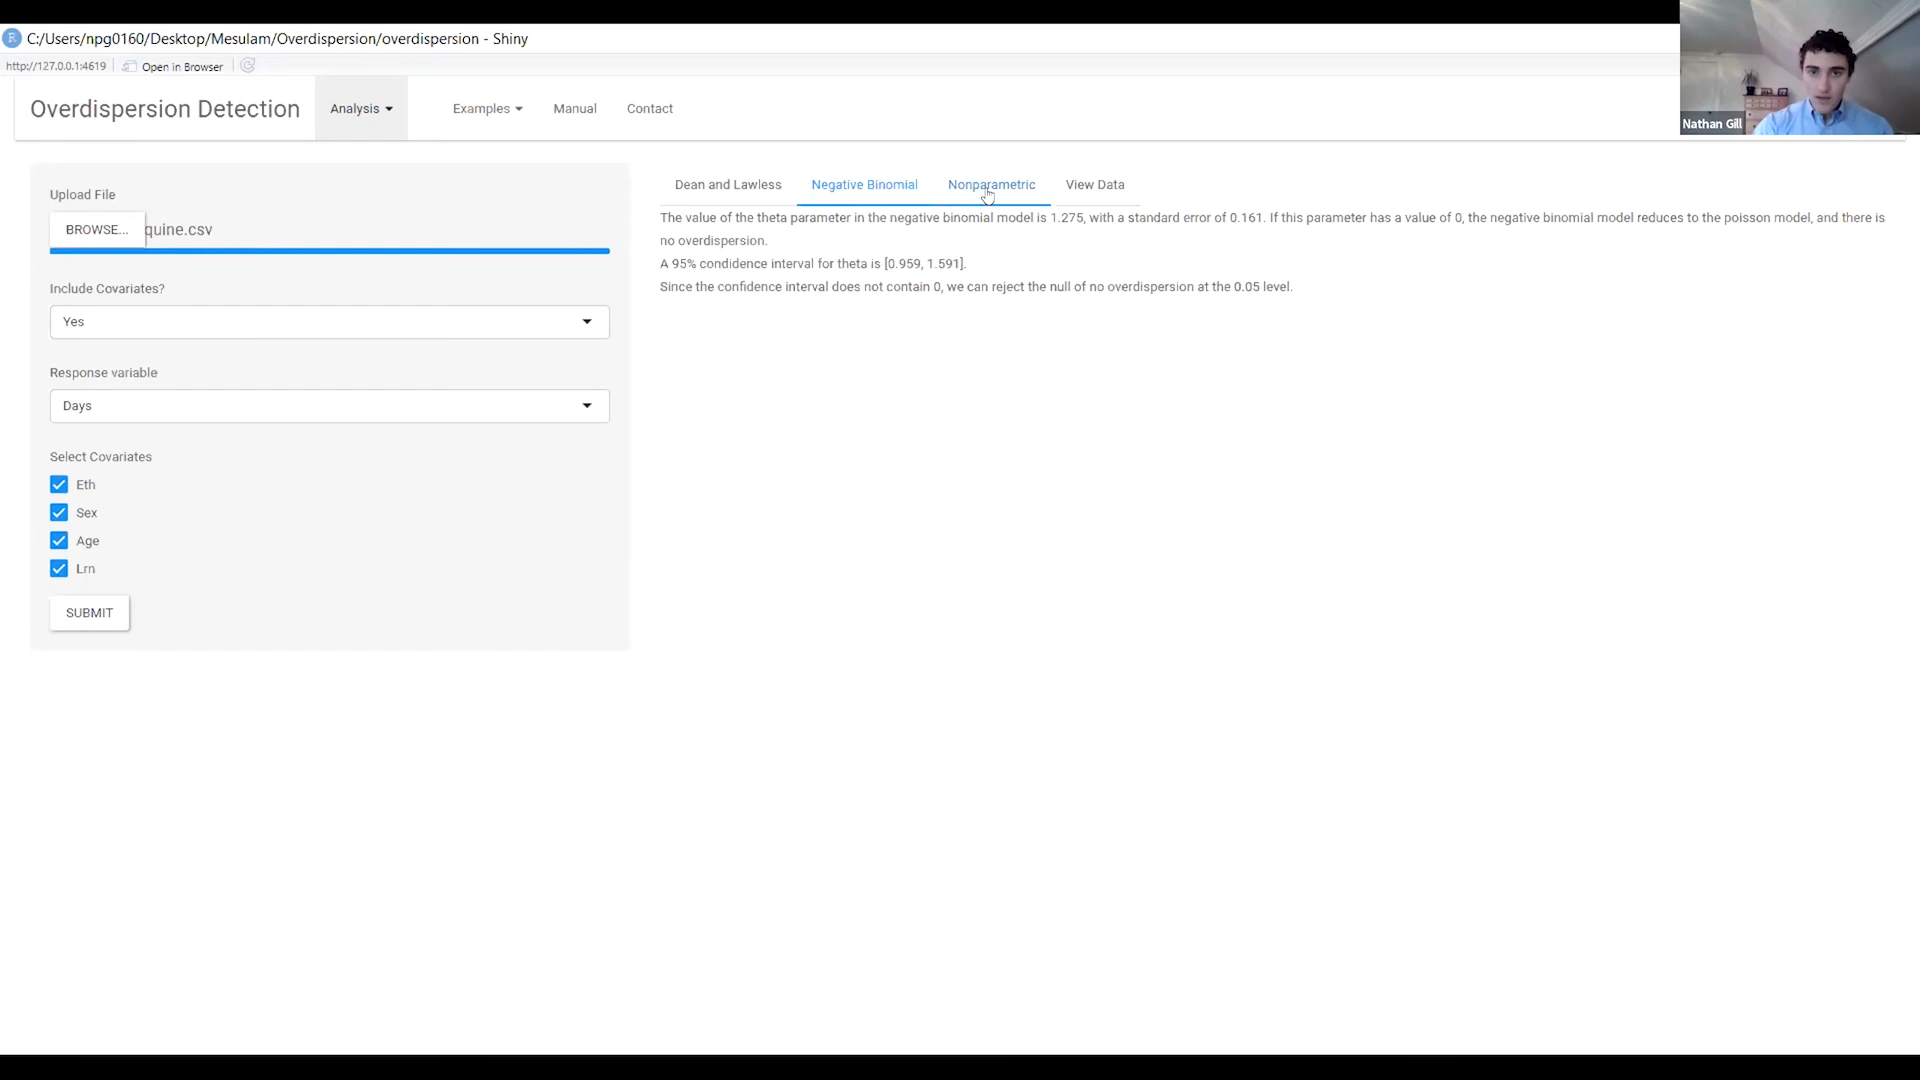 C:/Users/npg0160/Desktop/Mesulam/Overdispersion/overdispersion - Shiny
http://127.0.0.1:4619 Open in Browser
Overdispersion Detection Analysis Examples Manual Contact
Nathan Gill
Upload File
BROWSE... quine.csv
Include Covariates?
Yes
Response variable
Days
Select Covariates
Eth
Sex
Age
Lrn
SUBMIT
Dean and Lawless Negative Binomial Nonparametric View Data
The value of the theta parameter in the negative binomial model is 1.275, with a standard error of 0.161. If this parameter has a value of 0, the negative binomial model reduces to the poisson model, and there is
no overdispersion.
A 95% condidence interval for theta is [0.959, 1.591].
Since the confidence interval does not contain 0, we can reject the null of no overdispersion at the 0.05 level.